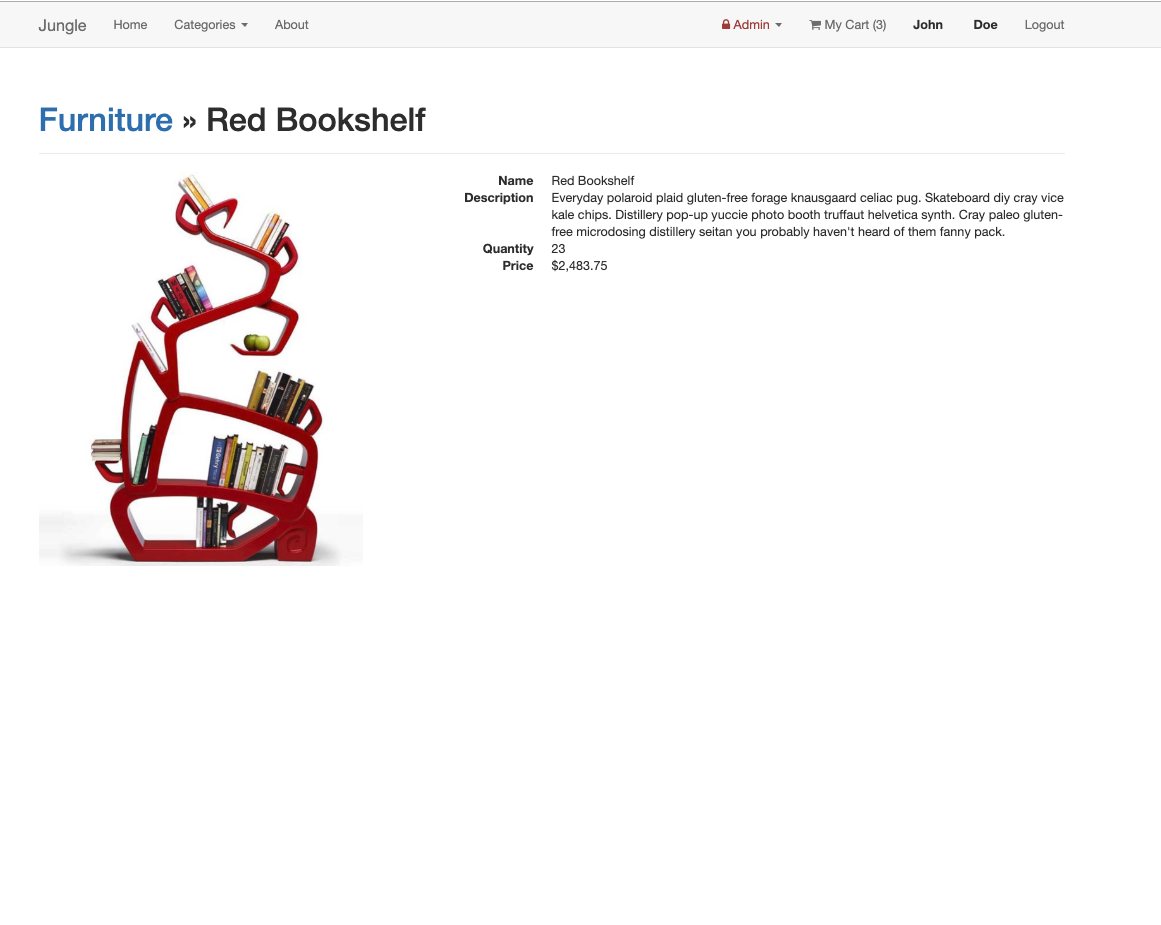 Jungle Home Categories About Admin My Cart (3) John Doe Logout
Furniture » Red Bookshelf
Name Red Bookshelf
Description Everyday polaroid plaid gluten-free forage knausgaard celiac pug. Skateboard diy cray vice
kale chips. Distillery pop-up yuccie photo booth truffaut helvetica synth. Cray paleo gluten-
free microdosing distillery seitan you probably haven't heard of them fanny pack.
Quantity 23
Price $2,483.75